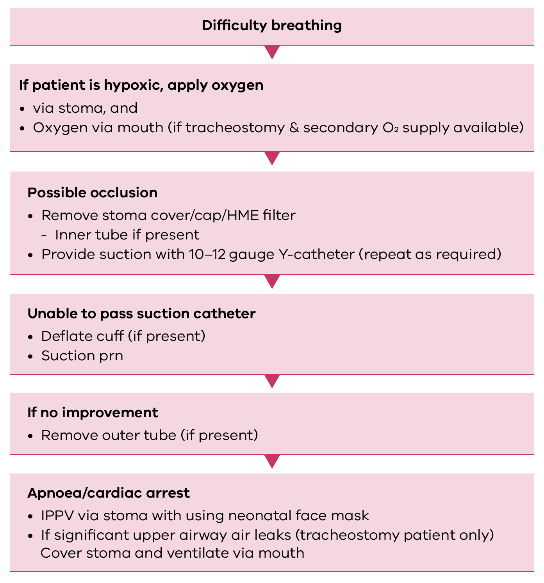 Difficulty breathing
If patient is hypoxic, apply oxygen
• via stoma, and
• Oxygen via mouth (if tracheostomy & secondary O₂ supply available)
Possible occlusion
• Remove stoma cover/cap/HME filter
- Inner tube if present
• Provide suction with 10–12 gauge Y-catheter (repeat as required)
Unable to pass suction catheter
• Deflate cuff (if present)
• Suction prn
If no improvement
• Remove outer tube (if present)
Apnoea/cardiac arrest
• IPPV via stoma with using neonatal face mask
• If significant upper airway air leaks (tracheostomy patient only)
Cover stoma and ventilate via mouth